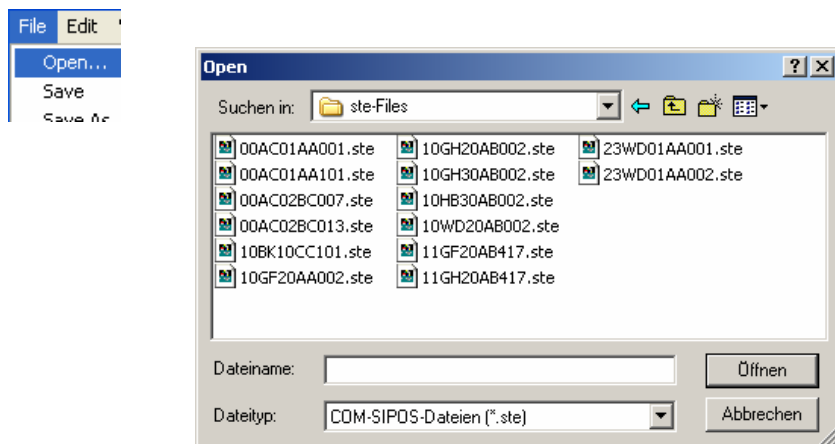 File Edit
Open...
Save
Save As
Open
Suchen in: ste-Files
00AC01AA001.ste 10GH20AB002.ste 23WD01AA001.ste
00AC01AA101.ste 10GH30AB002.ste 23WD01AA002.ste
00AC02BC007.ste 10HB30AB002.ste
00AC02BC013.ste 10WD20AB002.ste
10BK10CC101.ste 11GF20AB417.ste
10GF20AA002.ste 11GH20AB417.ste
Dateiname: Öffnen
Dateityp: COM-SIPOS-Dateien (*.ste) Abbrechen